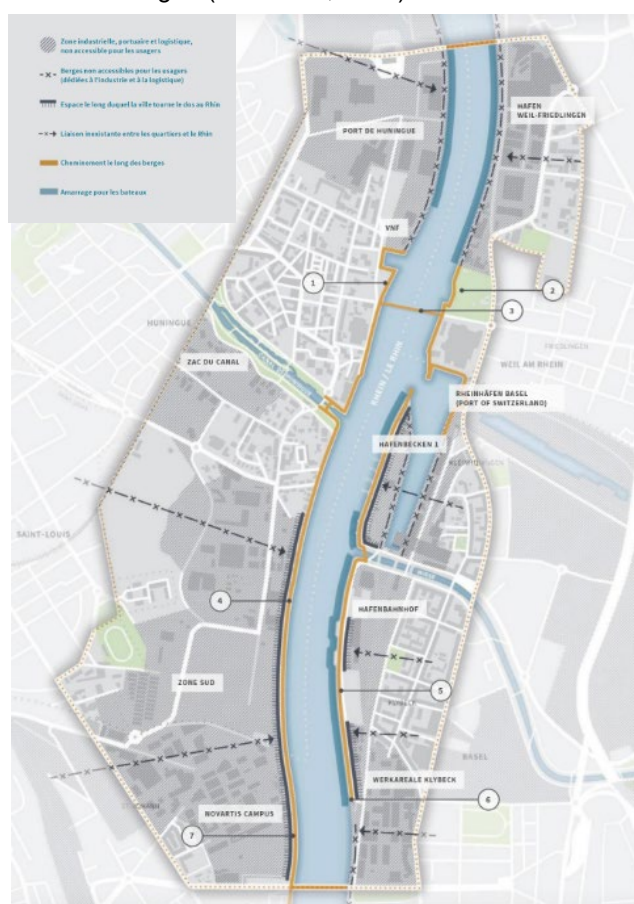 Zone industrielle, portuaire et logistique,
non accessible pour les usagers
Berges non accessibles pour les usagers
(dédiées à l'industrie et à la logistique)
Espace le long duquel la ville tourne le dos au Rhin
Liaison inexistante entre les quartiers et le Rhin
Cheminement le long des berges
Amarrage pour les bateaux
HAFEN
WEIL-FRIEDLINGEN
PORT DE HUNINGUE
VNF
1
2
3
HUNINGUE
FRIEDLINGEN
WEIL AM RHEIN
ZAC DU CANAL
RHEIN / LE RHIN
RHEINHÄFEN BASEL
(PORT OF SWITZERLAND)
HAFENBECKEN 1
KLEINHÜNINGEN
SAINT-LOUIS
WIESE
4
HAFENBAHNHOF
ZONE SUD
5
KLYBECK
BASEL
WERKAREALE KLYBECK
6
NOVARTIS CAMPUS
7